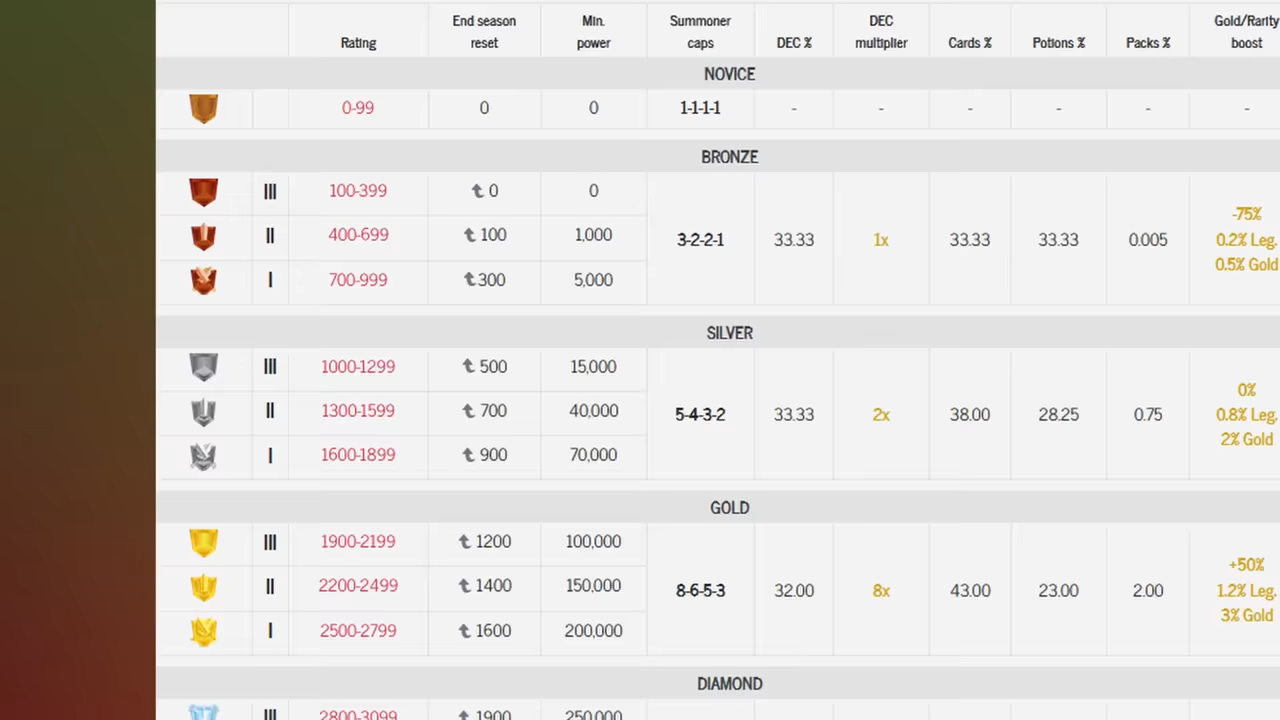 Rating End season reset Min. power Summoner caps DEC % DEC multiplier Cards % Potions % Packs % Gold/Rarity boost
NOVICE
0-99 0 0 1-1-1-1 - - - - - -
BRONZE
III 100-399 0 0
II 400-699 100 1,000
I 700-999 300 5,000
3-2-2-1 33.33 1x 33.33 33.33 0.005
-75%
0.2% Leg.
0.5% Gold
SILVER
III 1000-1299 500 15,000
II 1300-1599 700 40,000
I 1600-1899 900 70,000
5-4-3-2 33.33 2x 38.00 28.25 0.75
0%
0.8% Leg.
2% Gold
GOLD
III 1900-2199 1200 100,000
II 2200-2499 1400 150,000
I 2500-2799 1600 200,000
8-6-5-3 32.00 8x 43.00 23.00 2.00
+50%
1.2% Leg.
3% Gold
DIAMOND
III 2800-3099 1900 250,000